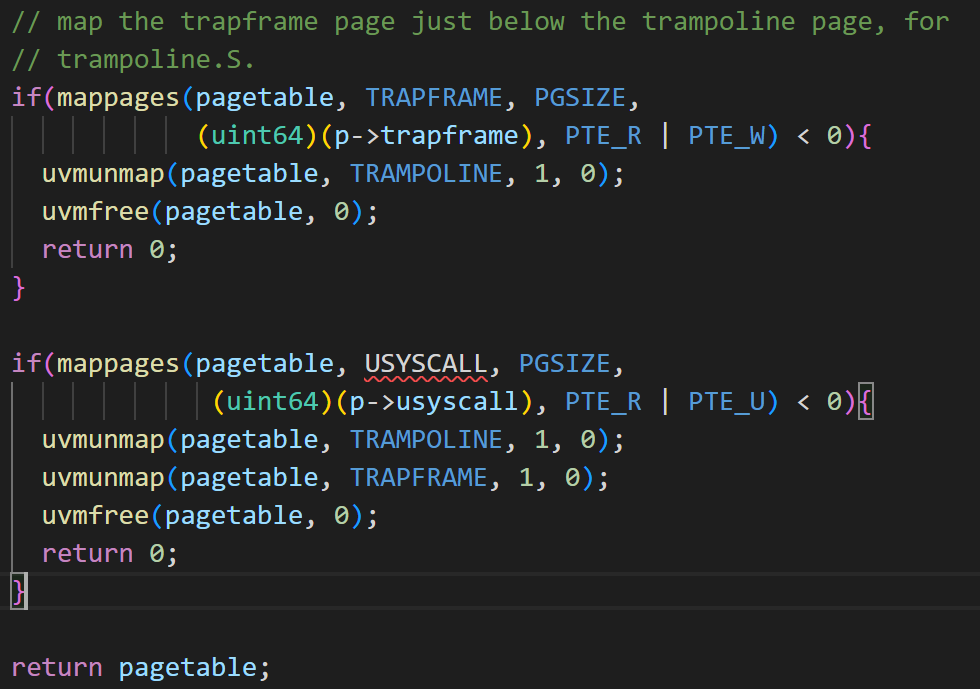 // map the trapframe page just below the trampoline page, for
// trampoline.S.
if(mappages(pagetable, TRAPFRAME, PGSIZE,
(uint64)(p->trapframe), PTE_R | PTE_W) < 0){
uvmunmap(pagetable, TRAMPOLINE, 1, 0);
uvmfree(pagetable, 0);
return 0;
}
if(mappages(pagetable, USYSCALL, PGSIZE,
(uint64)(p->usyscall), PTE_R | PTE_U) < 0){
uvmunmap(pagetable, TRAMPOLINE, 1, 0);
uvmunmap(pagetable, TRAPFRAME, 1, 0);
uvmfree(pagetable, 0);
return 0;
}
return pagetable;